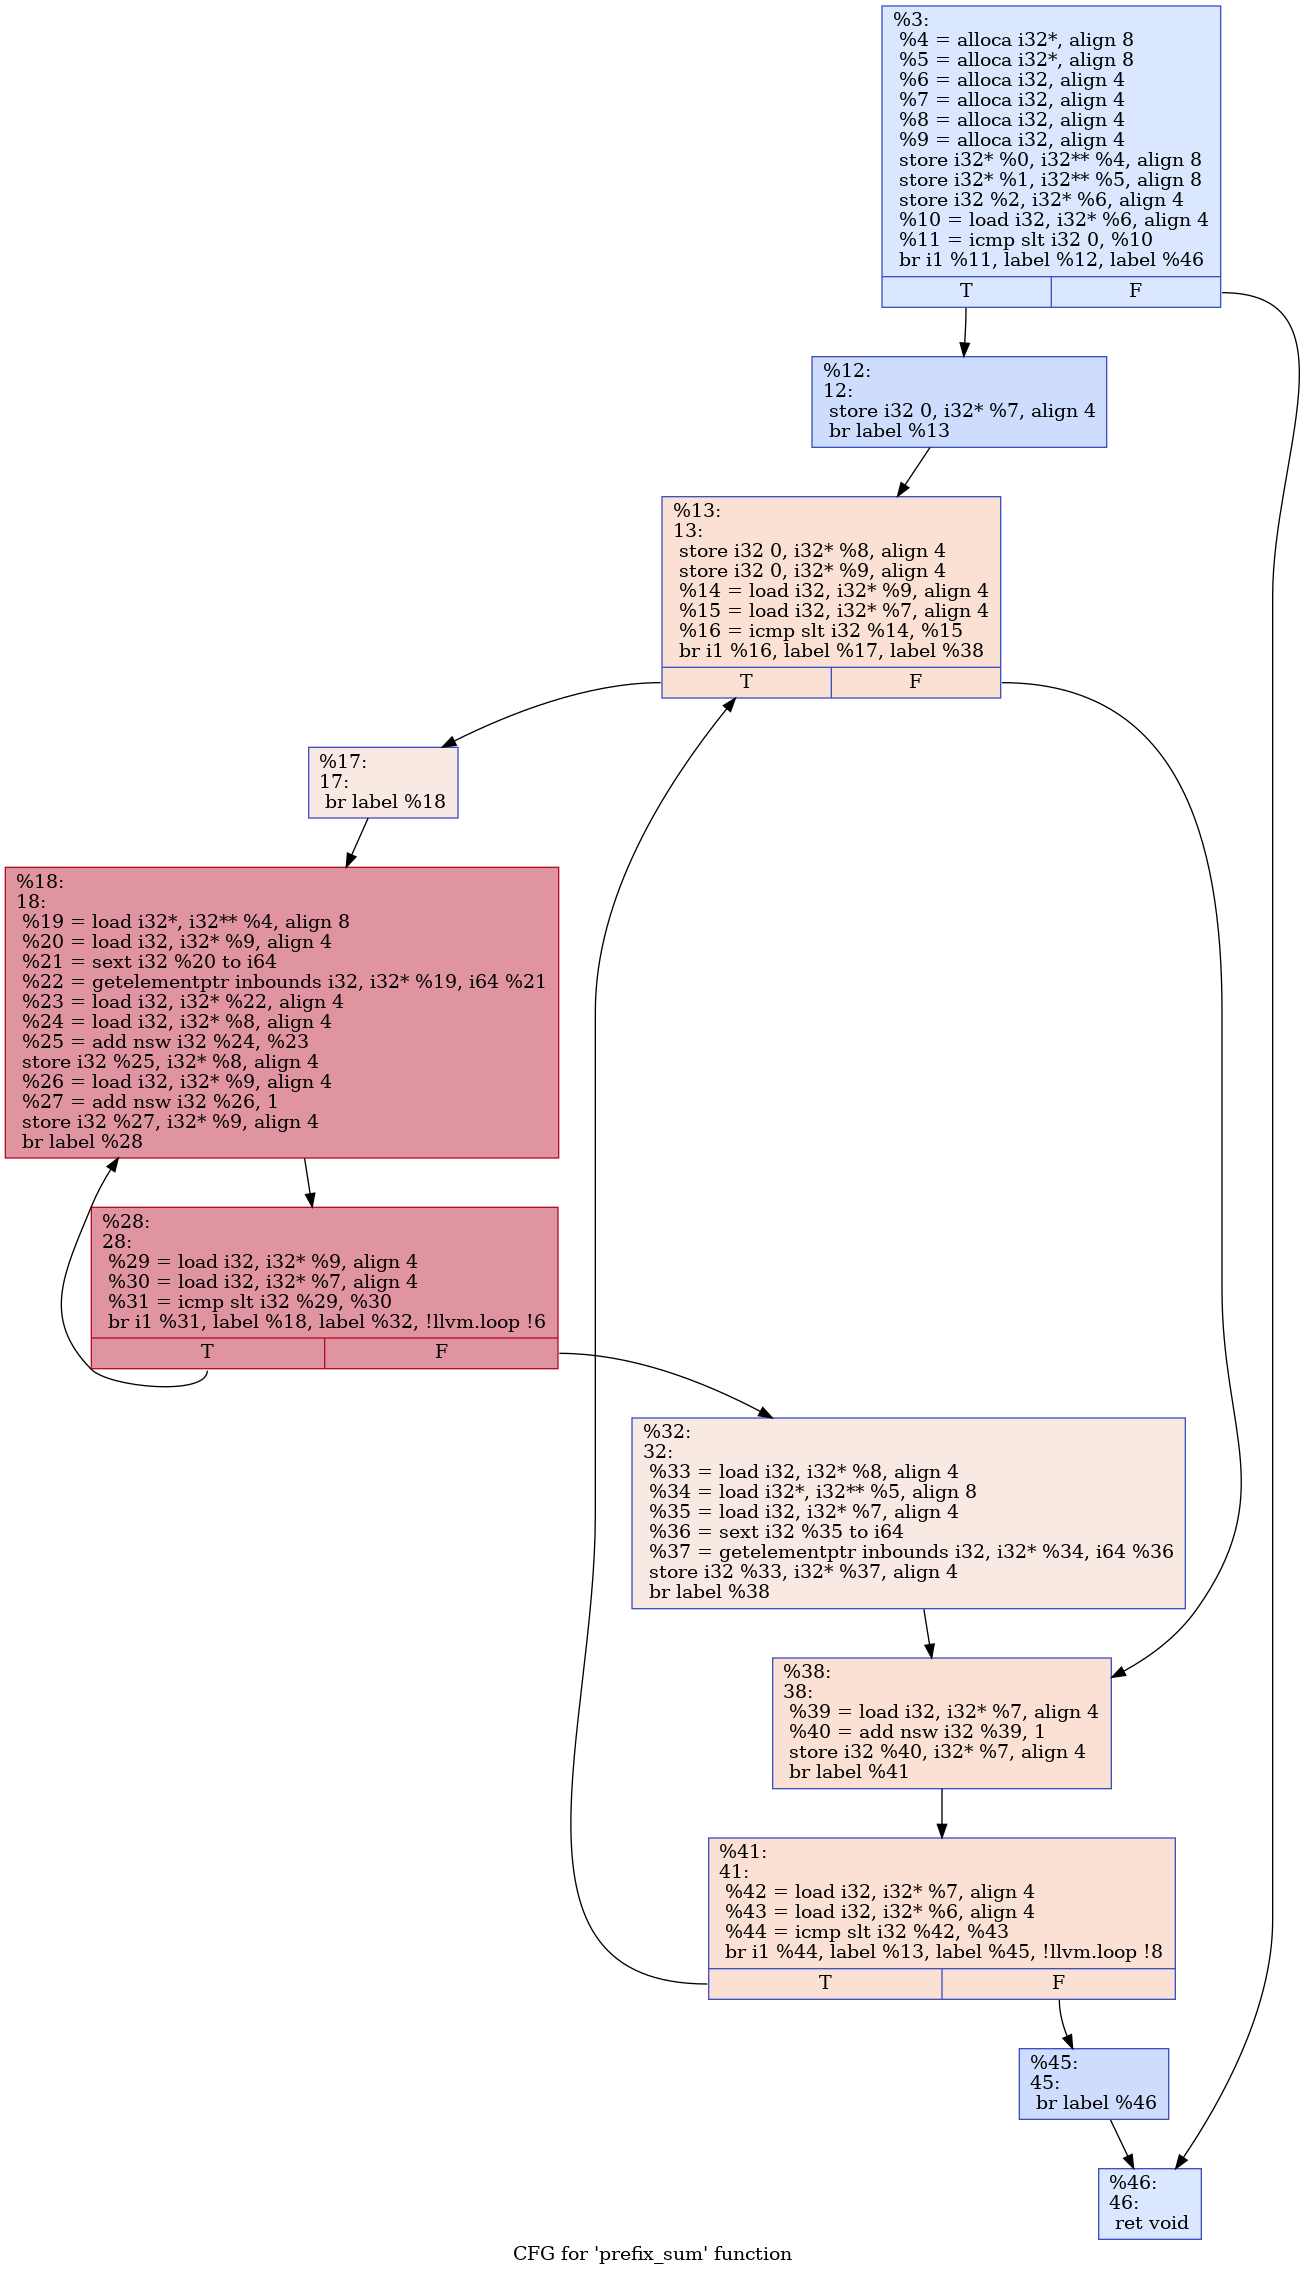 %3:
%4 = alloca i32*, align 8
%5 = alloca i32*, align 8
%6 = alloca i32, align 4
%7 = alloca i32, align 4
%8 = alloca i32, align 4
%9 = alloca i32, align 4
store i32* %0, i32** %4, align 8
store i32* %1, i32** %5, align 8
store i32 %2, i32* %6, align 4
%10 = load i32, i32* %6, align 4
%11 = icmp slt i32 0, %10
br i1 %11, label %12, label %46
T F
%12:
12:
store i32 0, i32* %7, align 4
br label %13
%13:
13:
store i32 0, i32* %8, align 4
store i32 0, i32* %9, align 4
%14 = load i32, i32* %9, align 4
%15 = load i32, i32* %7, align 4
%16 = icmp slt i32 %14, %15
br i1 %16, label %17, label %38
T F
%17:
17:
br label %18
%18:
18:
%19 = load i32*, i32** %4, align 8
%20 = load i32, i32* %9, align 4
%21 = sext i32 %20 to i64
%22 = getelementptr inbounds i32, i32* %19, i64 %21
%23 = load i32, i32* %22, align 4
%24 = load i32, i32* %8, align 4
%25 = add nsw i32 %24, %23
store i32 %25, i32* %8, align 4
%26 = load i32, i32* %9, align 4
%27 = add nsw i32 %26, 1
store i32 %27, i32* %9, align 4
br label %28
%28:
28:
%29 = load i32, i32* %9, align 4
%30 = load i32, i32* %7, align 4
%31 = icmp slt i32 %29, %30
br i1 %31, label %18, label %32, !llvm.loop !6
T F
%32:
32:
%33 = load i32, i32* %8, align 4
%34 = load i32*, i32** %5, align 8
%35 = load i32, i32* %7, align 4
%36 = sext i32 %35 to i64
%37 = getelementptr inbounds i32, i32* %34, i64 %36
store i32 %33, i32* %37, align 4
br label %38
%38:
38:
%39 = load i32, i32* %7, align 4
%40 = add nsw i32 %39, 1
store i32 %40, i32* %7, align 4
br label %41
%41:
41:
%42 = load i32, i32* %7, align 4
%43 = load i32, i32* %6, align 4
%44 = icmp slt i32 %42, %43
br i1 %44, label %13, label %45, !llvm.loop !8
T F
%45:
45:
br label %46
%46:
46:
ret void
CFG for 'prefix_sum' function